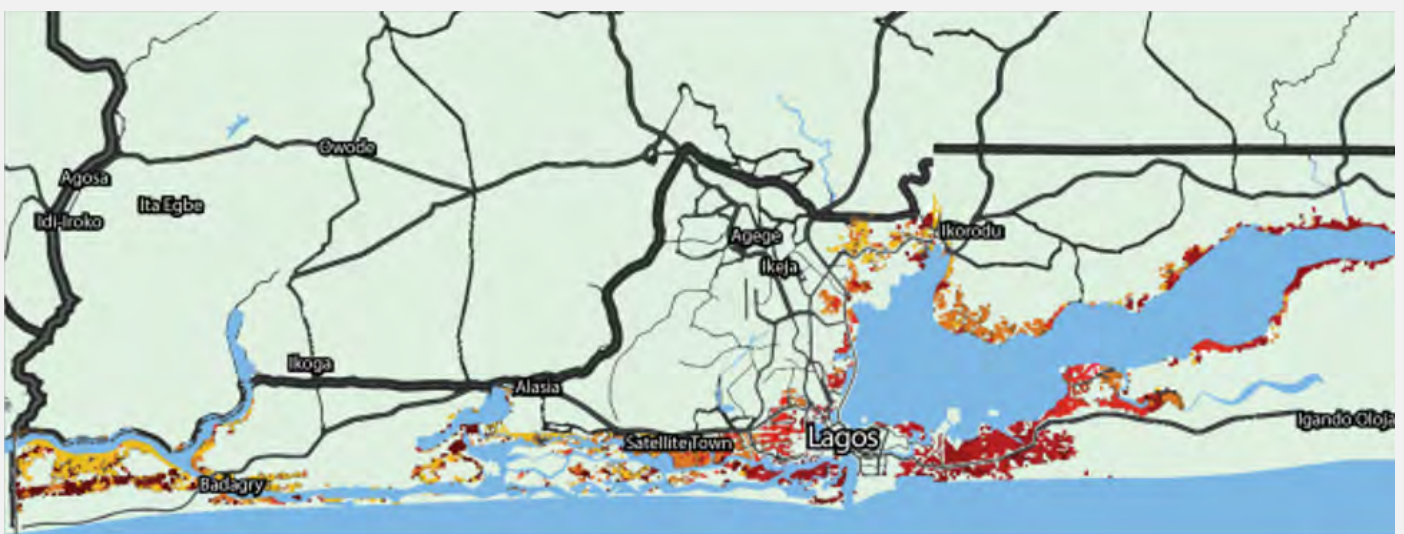 Owode
Agosa
Ita Egbe
Idi-Iroko
Agege
Ikorodu
Ikeja
Ikoga
Alasia
Igando Oloja
Satellite Town
Lagos
Badagry